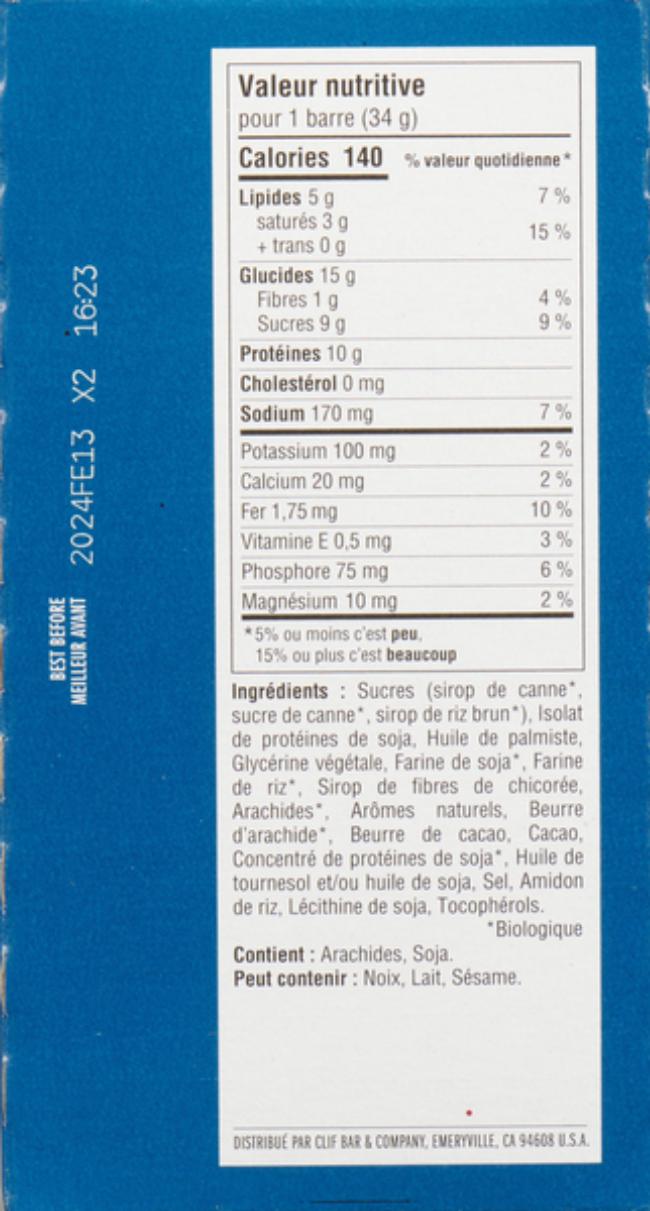 Valeur nutritive
pour 1 barre (34 g)
Calories 140 % valeur quotidienne*
Lipides 5 g 7 %
saturés 3 g
+ trans 0 g 15 %
Glucides 15 g
Fibres 1 g 4 %
Sucres 9 g 9 %
Protéines 10 g
Cholestérol 0 mg
Sodium 170 mg 7 %
Potassium 100 mg 2 %
Calcium 20 mg 2 %
Fer 1,75 mg 10 %
Vitamine E 0,5 mg 3 %
Phosphore 75 mg 6 %
Magnésium 10 mg 2 %
*5% ou moins c'est peu,
15% ou plus c'est beaucoup
Ingrédients : Sucres (sirop de canne*,
sucre de canne*, sirop de riz brun*), Isolat
de protéines de soja, Huile de palmiste,
Glycérine végétale, Farine de soja*, Farine
de riz*, Sirop de fibres de chicorée,
Arachides*, Arômes naturels, Beurre
d'arachide*, Beurre de cacao, Cacao,
Concentré de protéines de soja*, Huile de
tournesol et/ou huile de soja, Sel, Amidon
de riz, Lécithine de soja, Tocophérols.
*Biologique
Contient : Arachides, Soja.
Peut contenir : Noix, Lait, Sésame.
DISTRIBUÉ PAR CLIF BAR & COMPANY, EMERYVILLE, CA 94608 U.S.A.
BEST BEFORE
MEILLEUR AVANT 2024FE13 X2 16:23